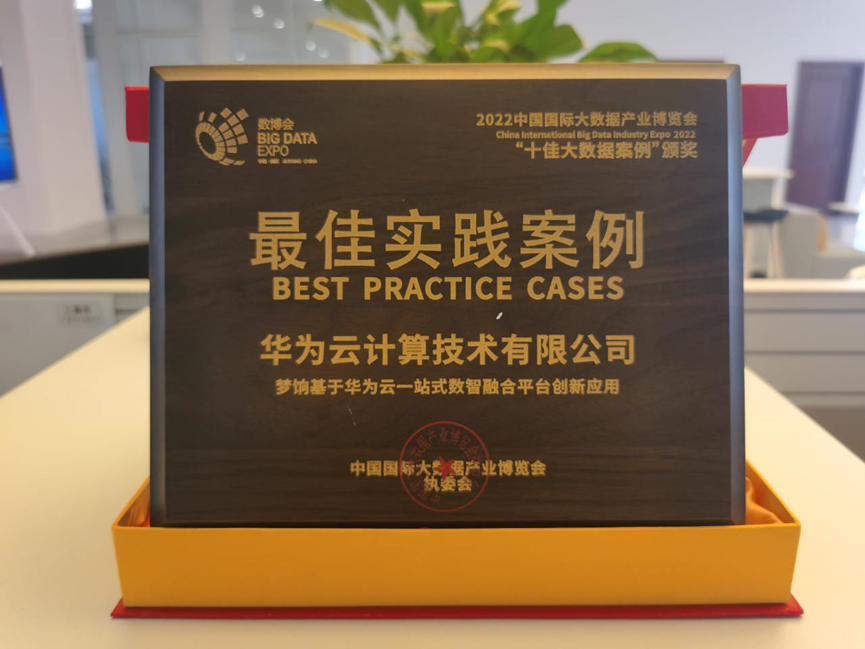 数博会
BIG DATA
EXPO
2022中国国际大数据产业博览会
China International Big Data Industry Expo 2022
“十佳大数据案例”颁奖
最佳实践案例
BEST PRACTICE CASES
华为云计算技术有限公司
梦饷基于华为云一站式数智融合平台创新应用
中国国际大数据产业博览会
执委会